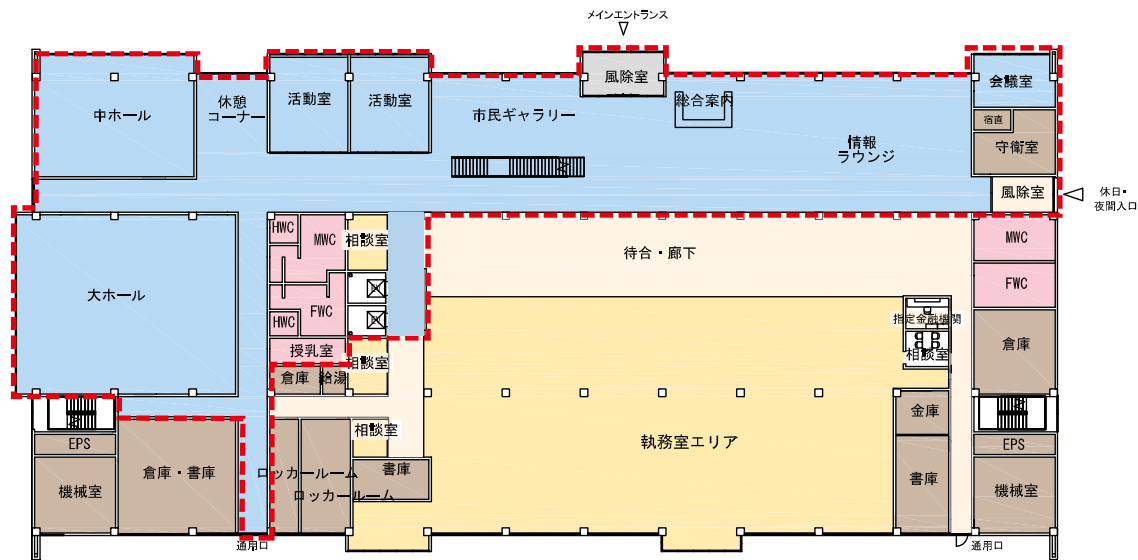 メインエントランス
風除室
中ホール
休憩
コーナー
活動室
活動室
市民ギャラリー
総合案内
情報
ラウンジ
会議室
宿直
守衛室
風除室
休日・
夜間入口
大ホール
HWC
MWC
相談室
EV
FWC
HWC
EV
授乳室
相談室
倉庫
給湯
待合・廊下
MWC
FWC
指定金融機関
相談室
倉庫
相談室
執務室エリア
金庫
EPS
倉庫・書庫
機械室
ロッカールーム
ロッカールーム
書庫
書庫
EPS
機械室
通用口
通用口